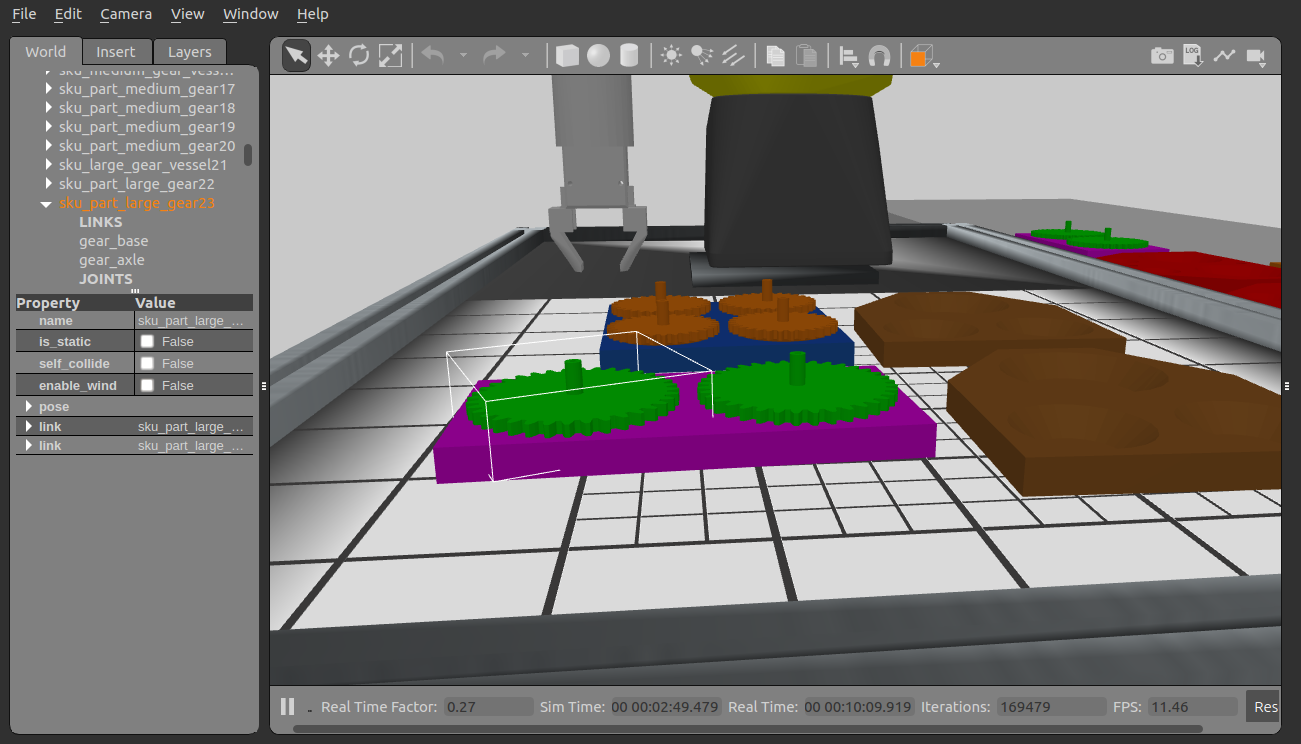 File Edit Camera View Window Help
World Insert Layers
sku_medium_gear_vess...
sku_part_medium_gear17
sku_part_medium_gear18
sku_part_medium_gear19
sku_part_medium_gear20
sku_large_gear_vessel21
sku_part_large_gear22
sku_part_large_gear23
LINKS
gear_base
gear_axle
JOINTS
Property Value
name sku_part_large_...
is_static False
self_collide False
enable_wind False
pose
link sku_part_large_...
link sku_part_large_...
LOG
Real Time Factor: 0.27 Sim Time: 00 00:02:49.479 Real Time: 00 00:10:09.919 Iterations: 169479 FPS: 11.46 Res